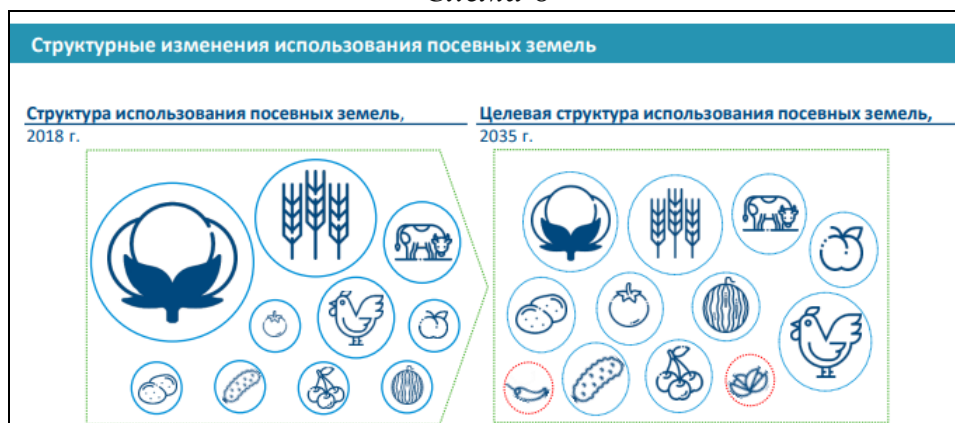 Структурные изменения использования посевных земель
Структура использования посевных земель,
2018 г.
Целевая структура использования посевных земель,
2035 г.